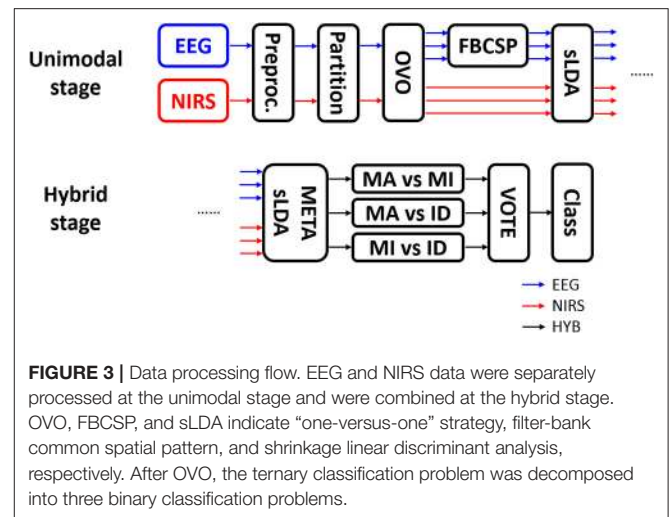 Unimodal
stage
EEG
NIRS
Preproc.
Partition
OVO
FBCSP
sLDA
......
Hybrid
stage
......
META
sLDA
MA vs MI
MA vs ID
MI vs ID
VOTE
Class
EEG
NIRS
HYB
FIGURE 3 | Data processing flow. EEG and NIRS data were separately
processed at the unimodal stage and were combined at the hybrid stage.
OVO, FBCSP, and sLDA indicate “one-versus-one” strategy, filter-bank
common spatial pattern, and shrinkage linear discriminant analysis,
respectively. After OVO, the ternary classification problem was decomposed
into three binary classification problems.